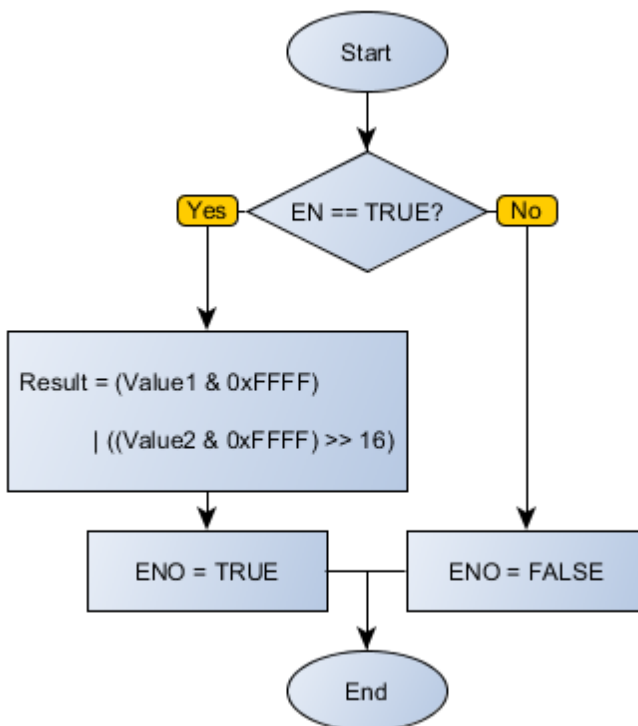 Start
EN == TRUE?
Yes
No
Result = (Value1 & 0xFFFF)
| ((Value2 & 0xFFFF) >> 16)
ENO = TRUE
ENO = FALSE
End